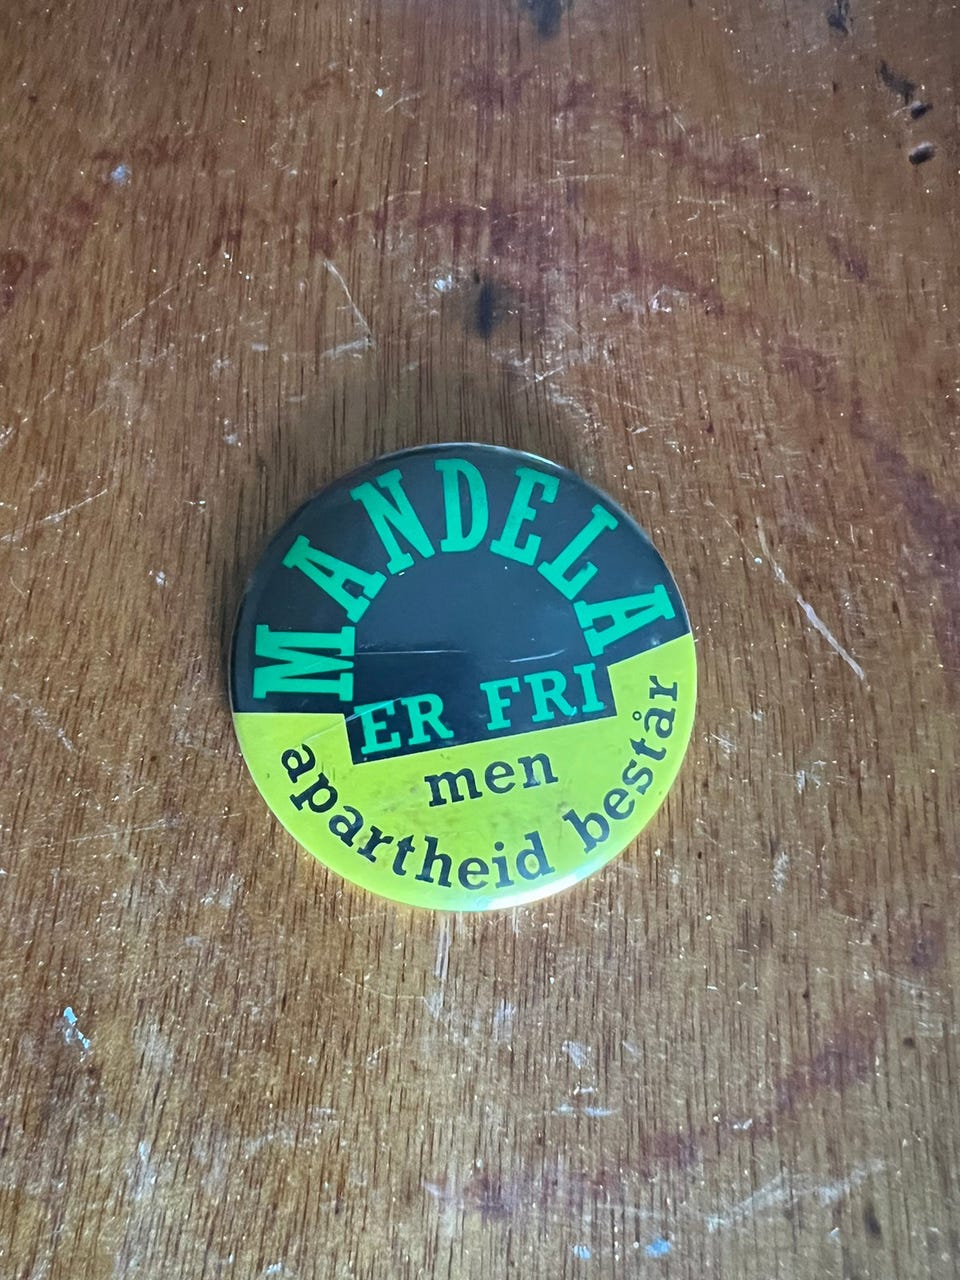 MANDELA
ER FRI
men
apartheid består